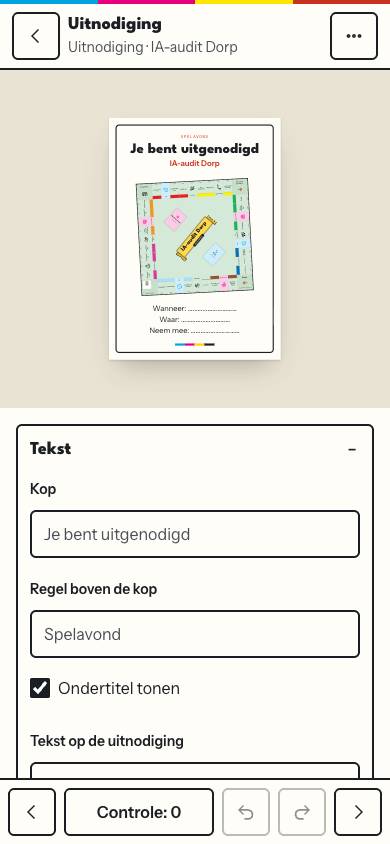 Uitnodiging
Uitnodiging · IA-audit Dorp
SPELAVOND
Je bent uitgenodigd
IA-audit Dorp
IA-audit Dorp
Wanneer: ............................
Waar: ............................
Neem mee: ............................
Tekst
Kop
Je bent uitgenodigd
Regel boven de kop
Spelavond
Ondertitel tonen
Tekst op de uitnodiging
Controle: 0